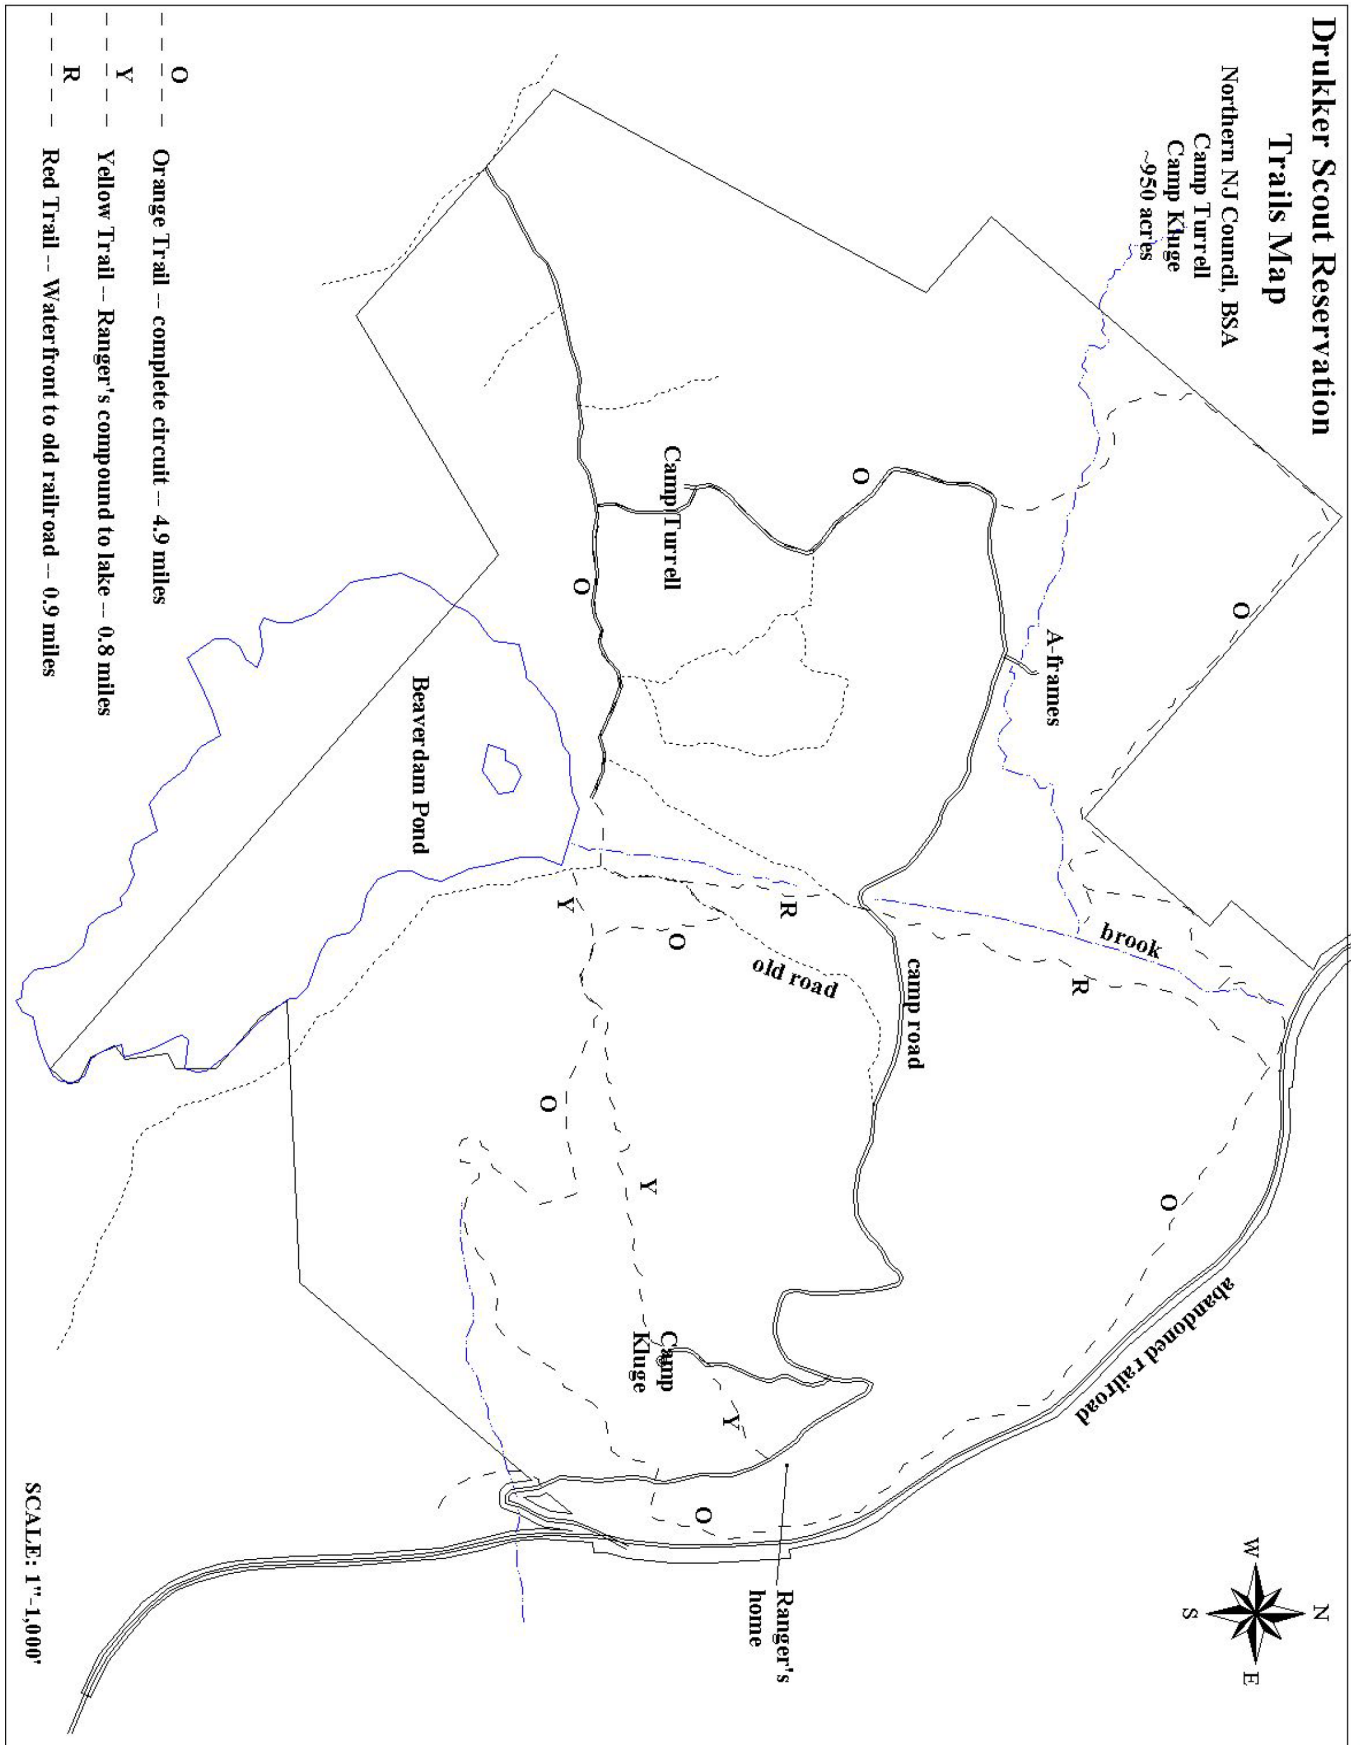 Drukker Scout Reservation
Trails Map
Northern NJ Council, BSA
Camp Turrell
Camp Kluge
~950 acres
N
W
E
S
A-frames
O
O
brook
R
O
abandoned railroad
Camp Turrell
O
R
camp road
old road
O
Y
O
Y
Camp
Kluge
Y
O
Ranger's
home
Beaverdam Pond
O
O
Orange Trail -- complete circuit -- 4.9 miles
Y
Yellow Trail -- Ranger's compound to lake -- 0.8 miles
R
Red Trail -- Waterfront to old railroad -- 0.9 miles
SCALE: 1"-1,000'